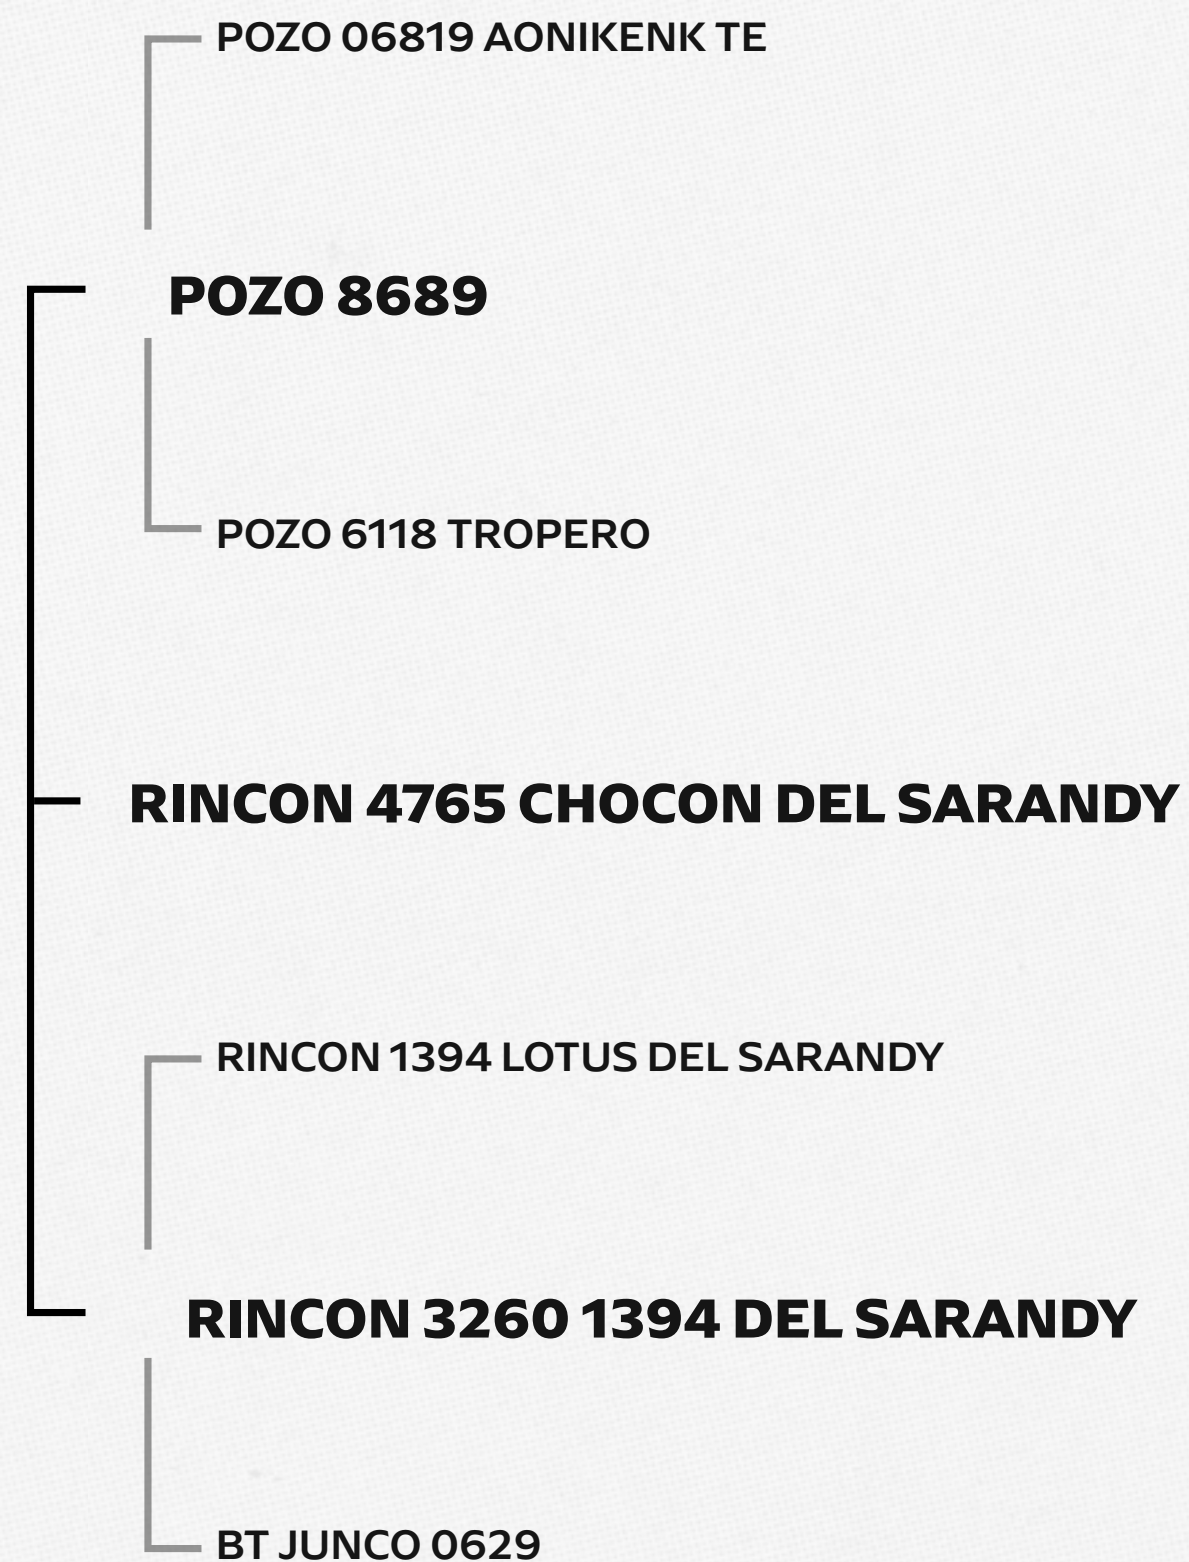 POZO 06819 AONIKENK TE
POZO 8689
POZO 6118 TROPERO
RINCON 4765 CHOCON DEL SARANDY
RINCON 1394 LOTUS DEL SARANDY
RINCON 3260 1394 DEL SARANDY
BT JUNCO 0629